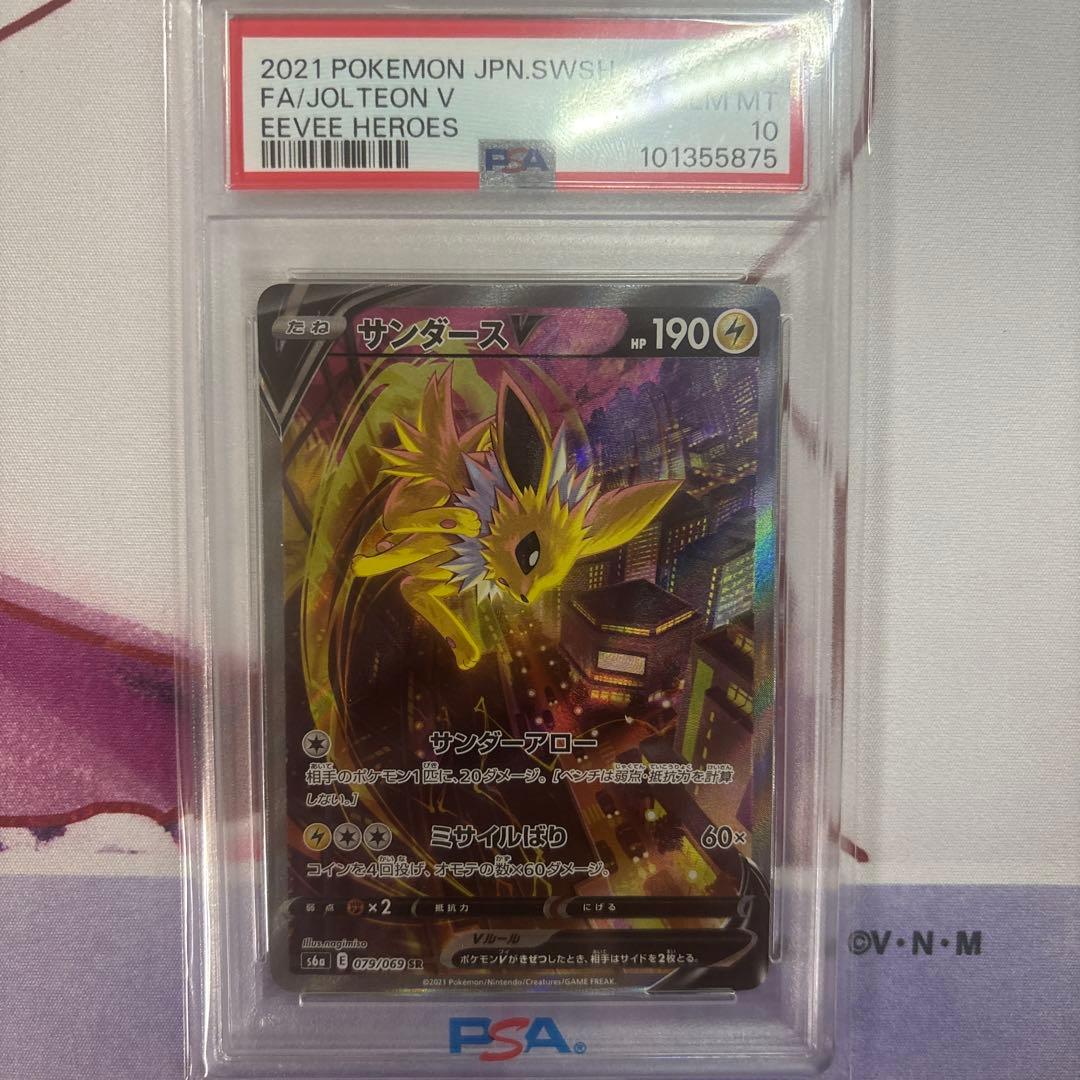 2021 POKEMON JPN.SWSH
FA/JOLTEON V
EEVEE HEROES
MT
10
101355875
PSA
たね サンダースV HP 190
サンダーアロー
相手のポケモン1匹に、20ダメージ。[ベンチは弱点・抵抗力を計算
しない。]
ミサイルばり 60×
コインを4回投げ、オモテの数×60ダメージ。
弱点 ×2 抵抗力 にげる
Illus. nagimiso
Vルール
ポケモンVがきぜつしたとき、相手はサイドを2枚とる。
s6a E 079/069 SR
©2021 Pokémon/Nintendo/Creatures/GAME FREAK.
©V・N・M
PSA®